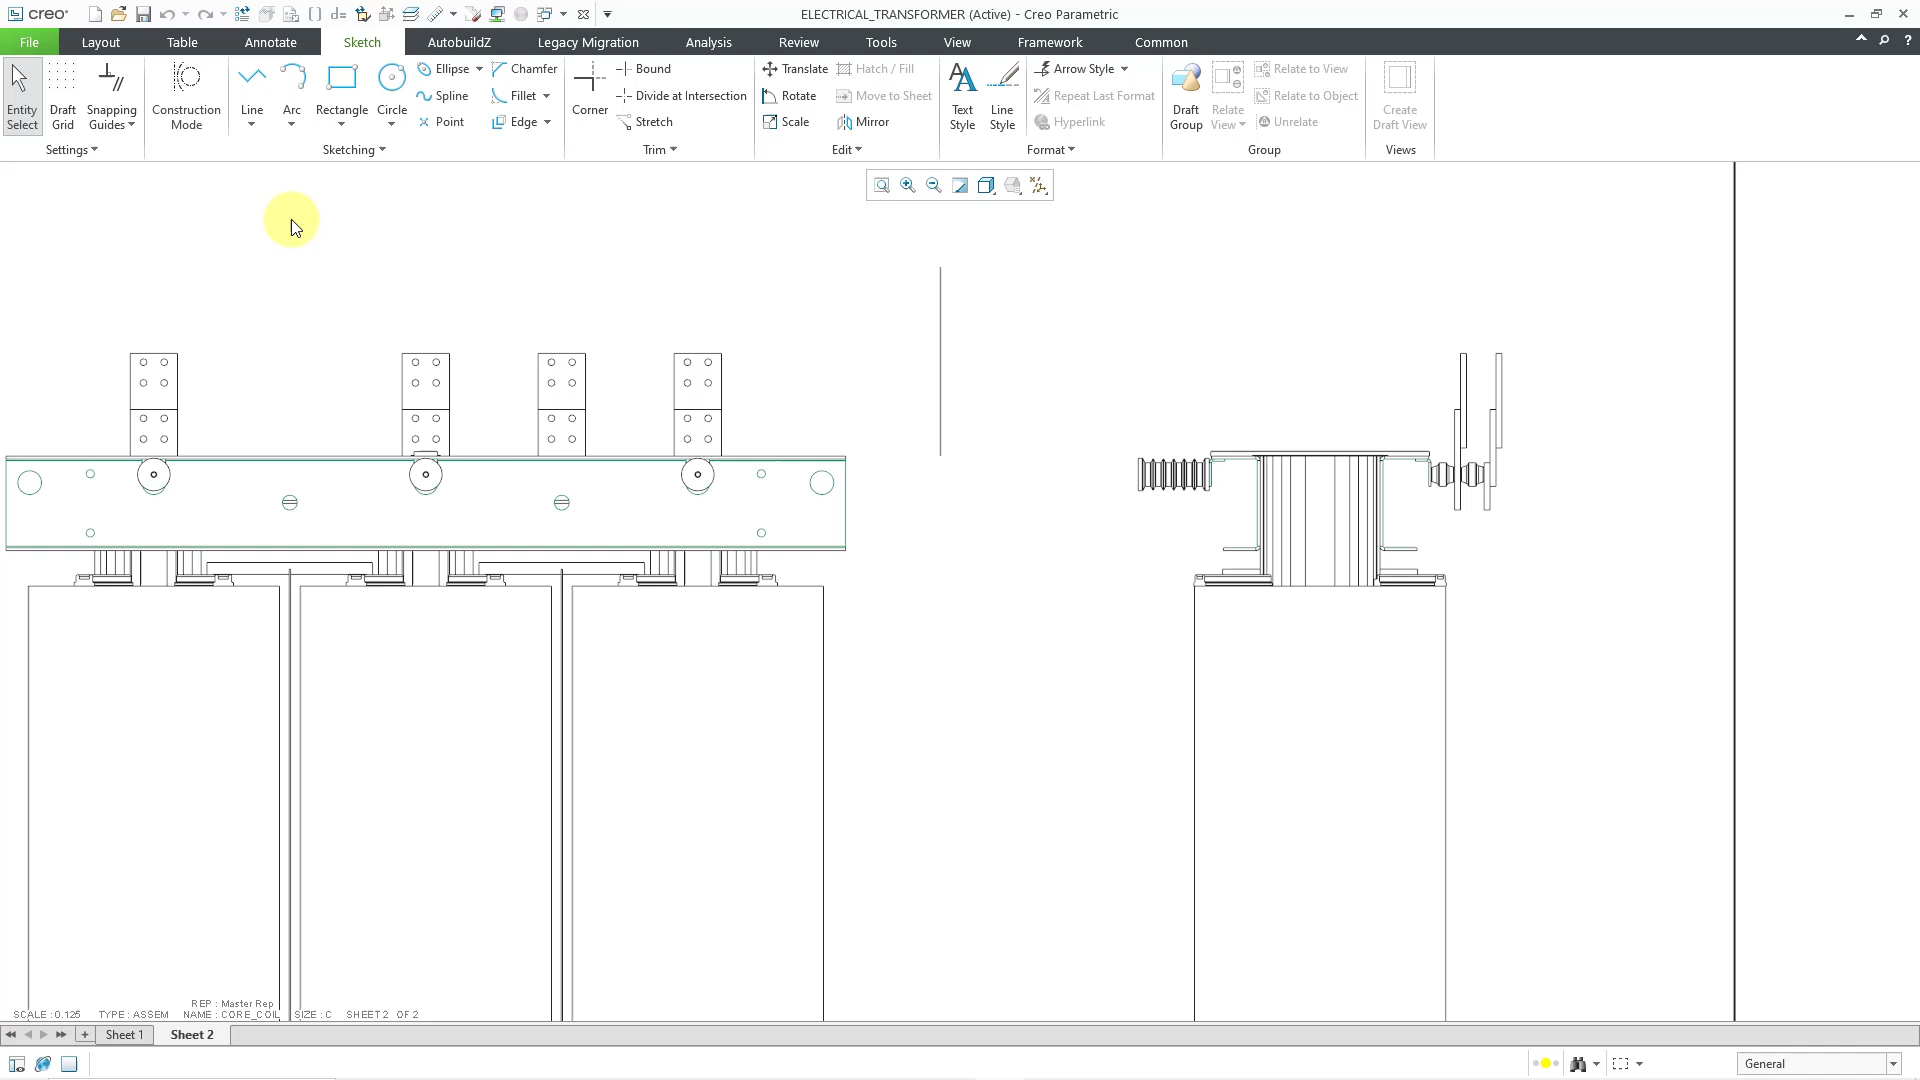 creo
ELECTRICAL_TRANSFORMER (Active) - Creo Parametric
File Layout Table Annotate Sketch AutobuildZ Legacy Migration Analysis Review Tools View Framework Common
Entity Select
Draft Grid
Snapping Guides
Settings
Construction Mode
Line
Arc
Rectangle
Circle
Ellipse
Spline
Point
Chamfer
Fillet
Edge
Sketching
Corner
Bound
Divide at Intersection
Stretch
Trim
Translate
Rotate
Scale
Hatch / Fill
Move to Sheet
Mirror
Edit
Text Style
Line Style
Arrow Style
Repeat Last Format
Hyperlink
Format
Draft Group
Relate View
Relate to View
Relate to Object
Unrelate
Group
Create Draft View
Views
REP : Master Rep
SCALE : 0.125 TYPE : ASSEM NAME : CORE_COIL SIZE : C SHEET 2 OF 2
Sheet 1 Sheet 2
General